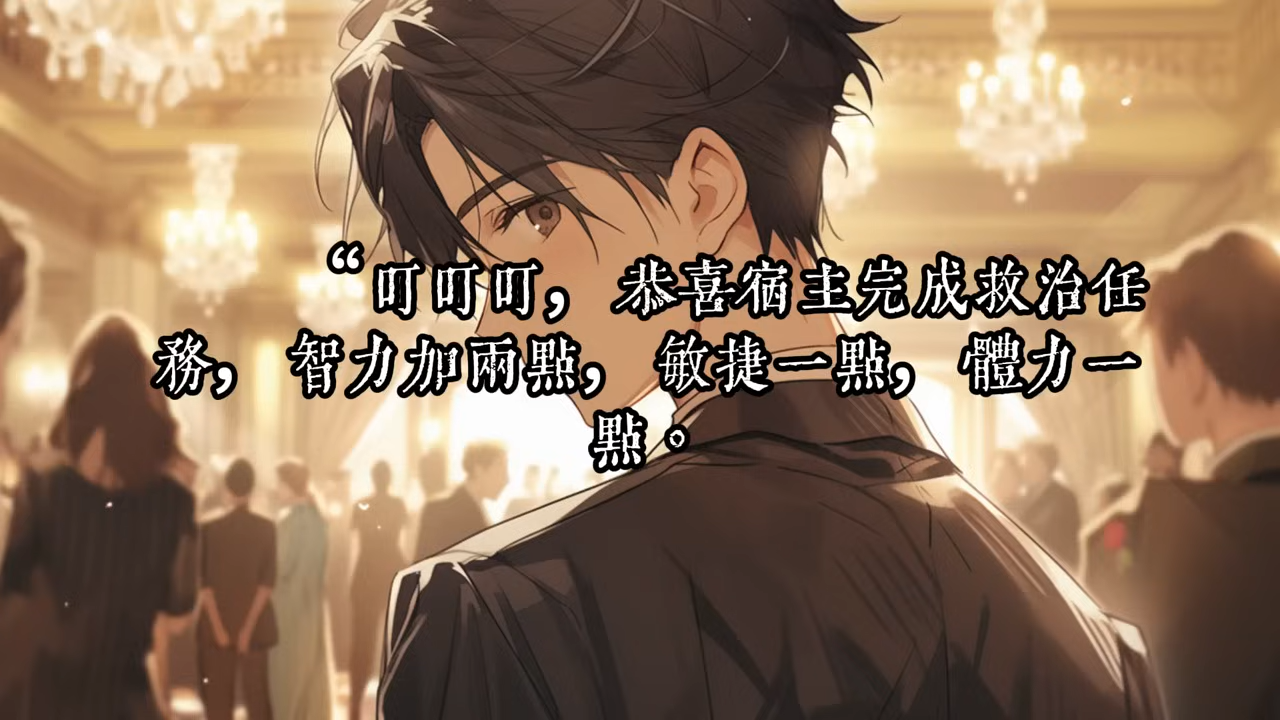 “叮叮叮, 恭喜宿主完成救治任
務, 智力加兩點, 敏捷一點, 體力一
點。